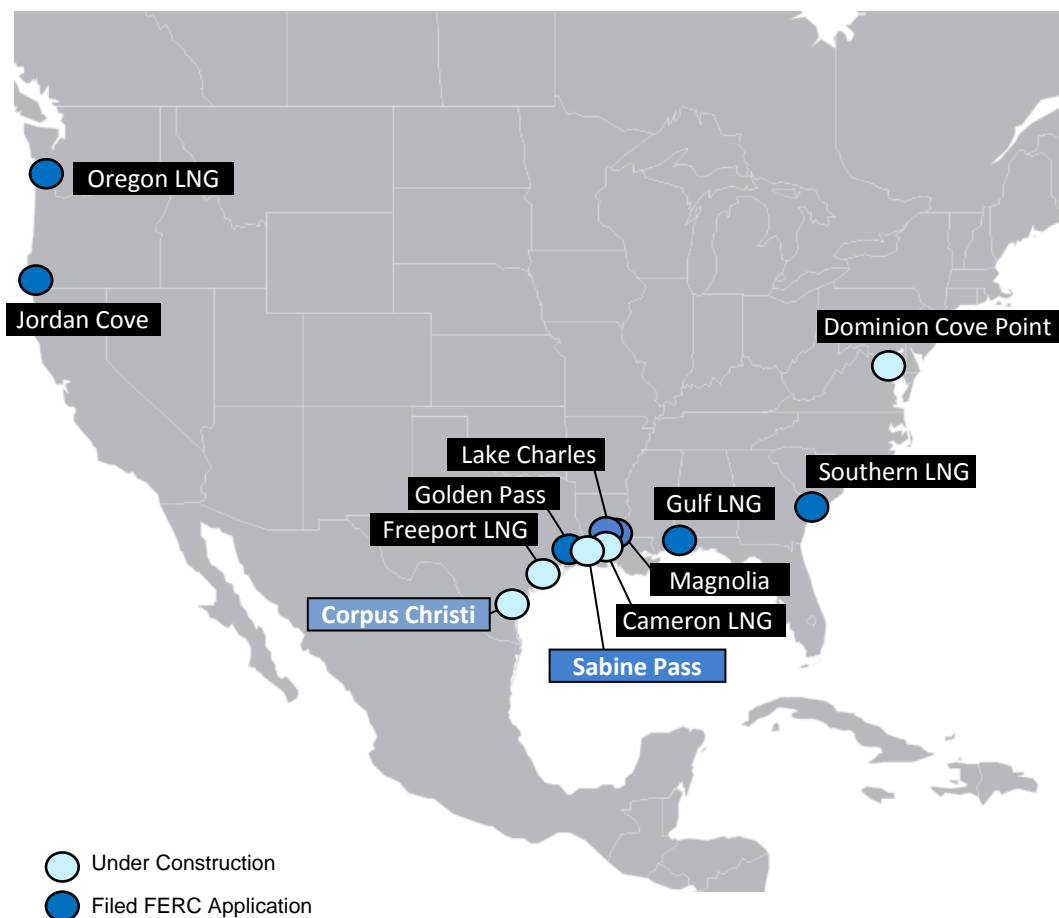 Oregon LNG
Jordan Cove
Dominion Cove Point
Lake Charles
Southern LNG
Golden Pass
Gulf LNG
Freeport LNG
Magnolia
Corpus Christi
Cameron LNG
Sabine Pass
Under Construction
Filed FERC Application